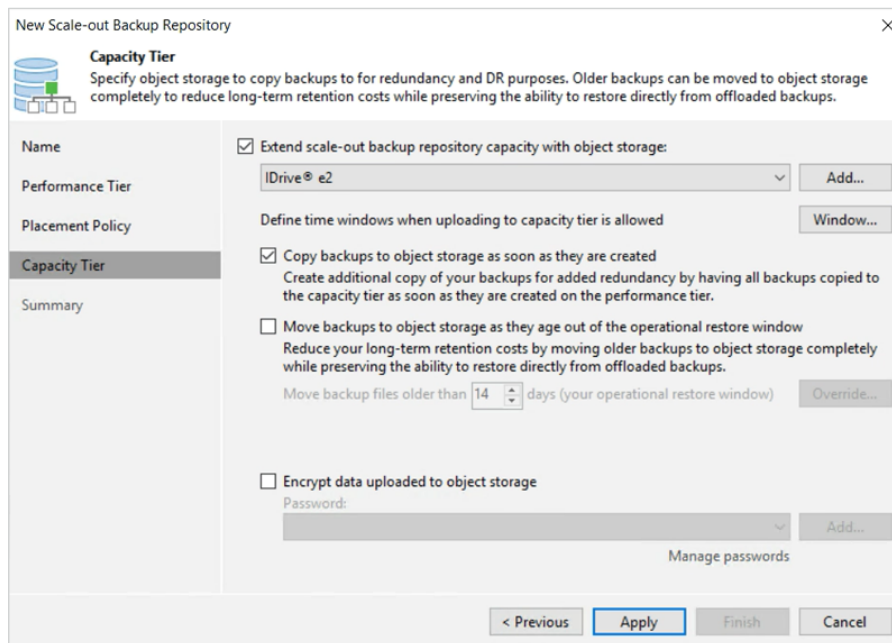 New Scale-out Backup Repository
Capacity Tier
Specify object storage to copy backups to for redundancy and DR purposes. Older backups can be moved to object storage
completely to reduce long-term retention costs while preserving the ability to restore directly from offloaded backups.
Name
Performance Tier
Placement Policy
Capacity Tier
Summary
Extend scale-out backup repository capacity with object storage:
IDrive® e2
Add...
Define time windows when uploading to capacity tier is allowed
Window...
Copy backups to object storage as soon as they are created
Create additional copy of your backups for added redundancy by having all backups copied to
the capacity tier as soon as they are created on the performance tier.
Move backups to object storage as they age out of the operational restore window
Reduce your long-term retention costs by moving older backups to object storage completely
while preserving the ability to restore directly from offloaded backups.
Move backup files older than 14 days (your operational restore window)
Override...
Encrypt data uploaded to object storage
Password:
Add...
Manage passwords
< Previous
Apply
Finish
Cancel